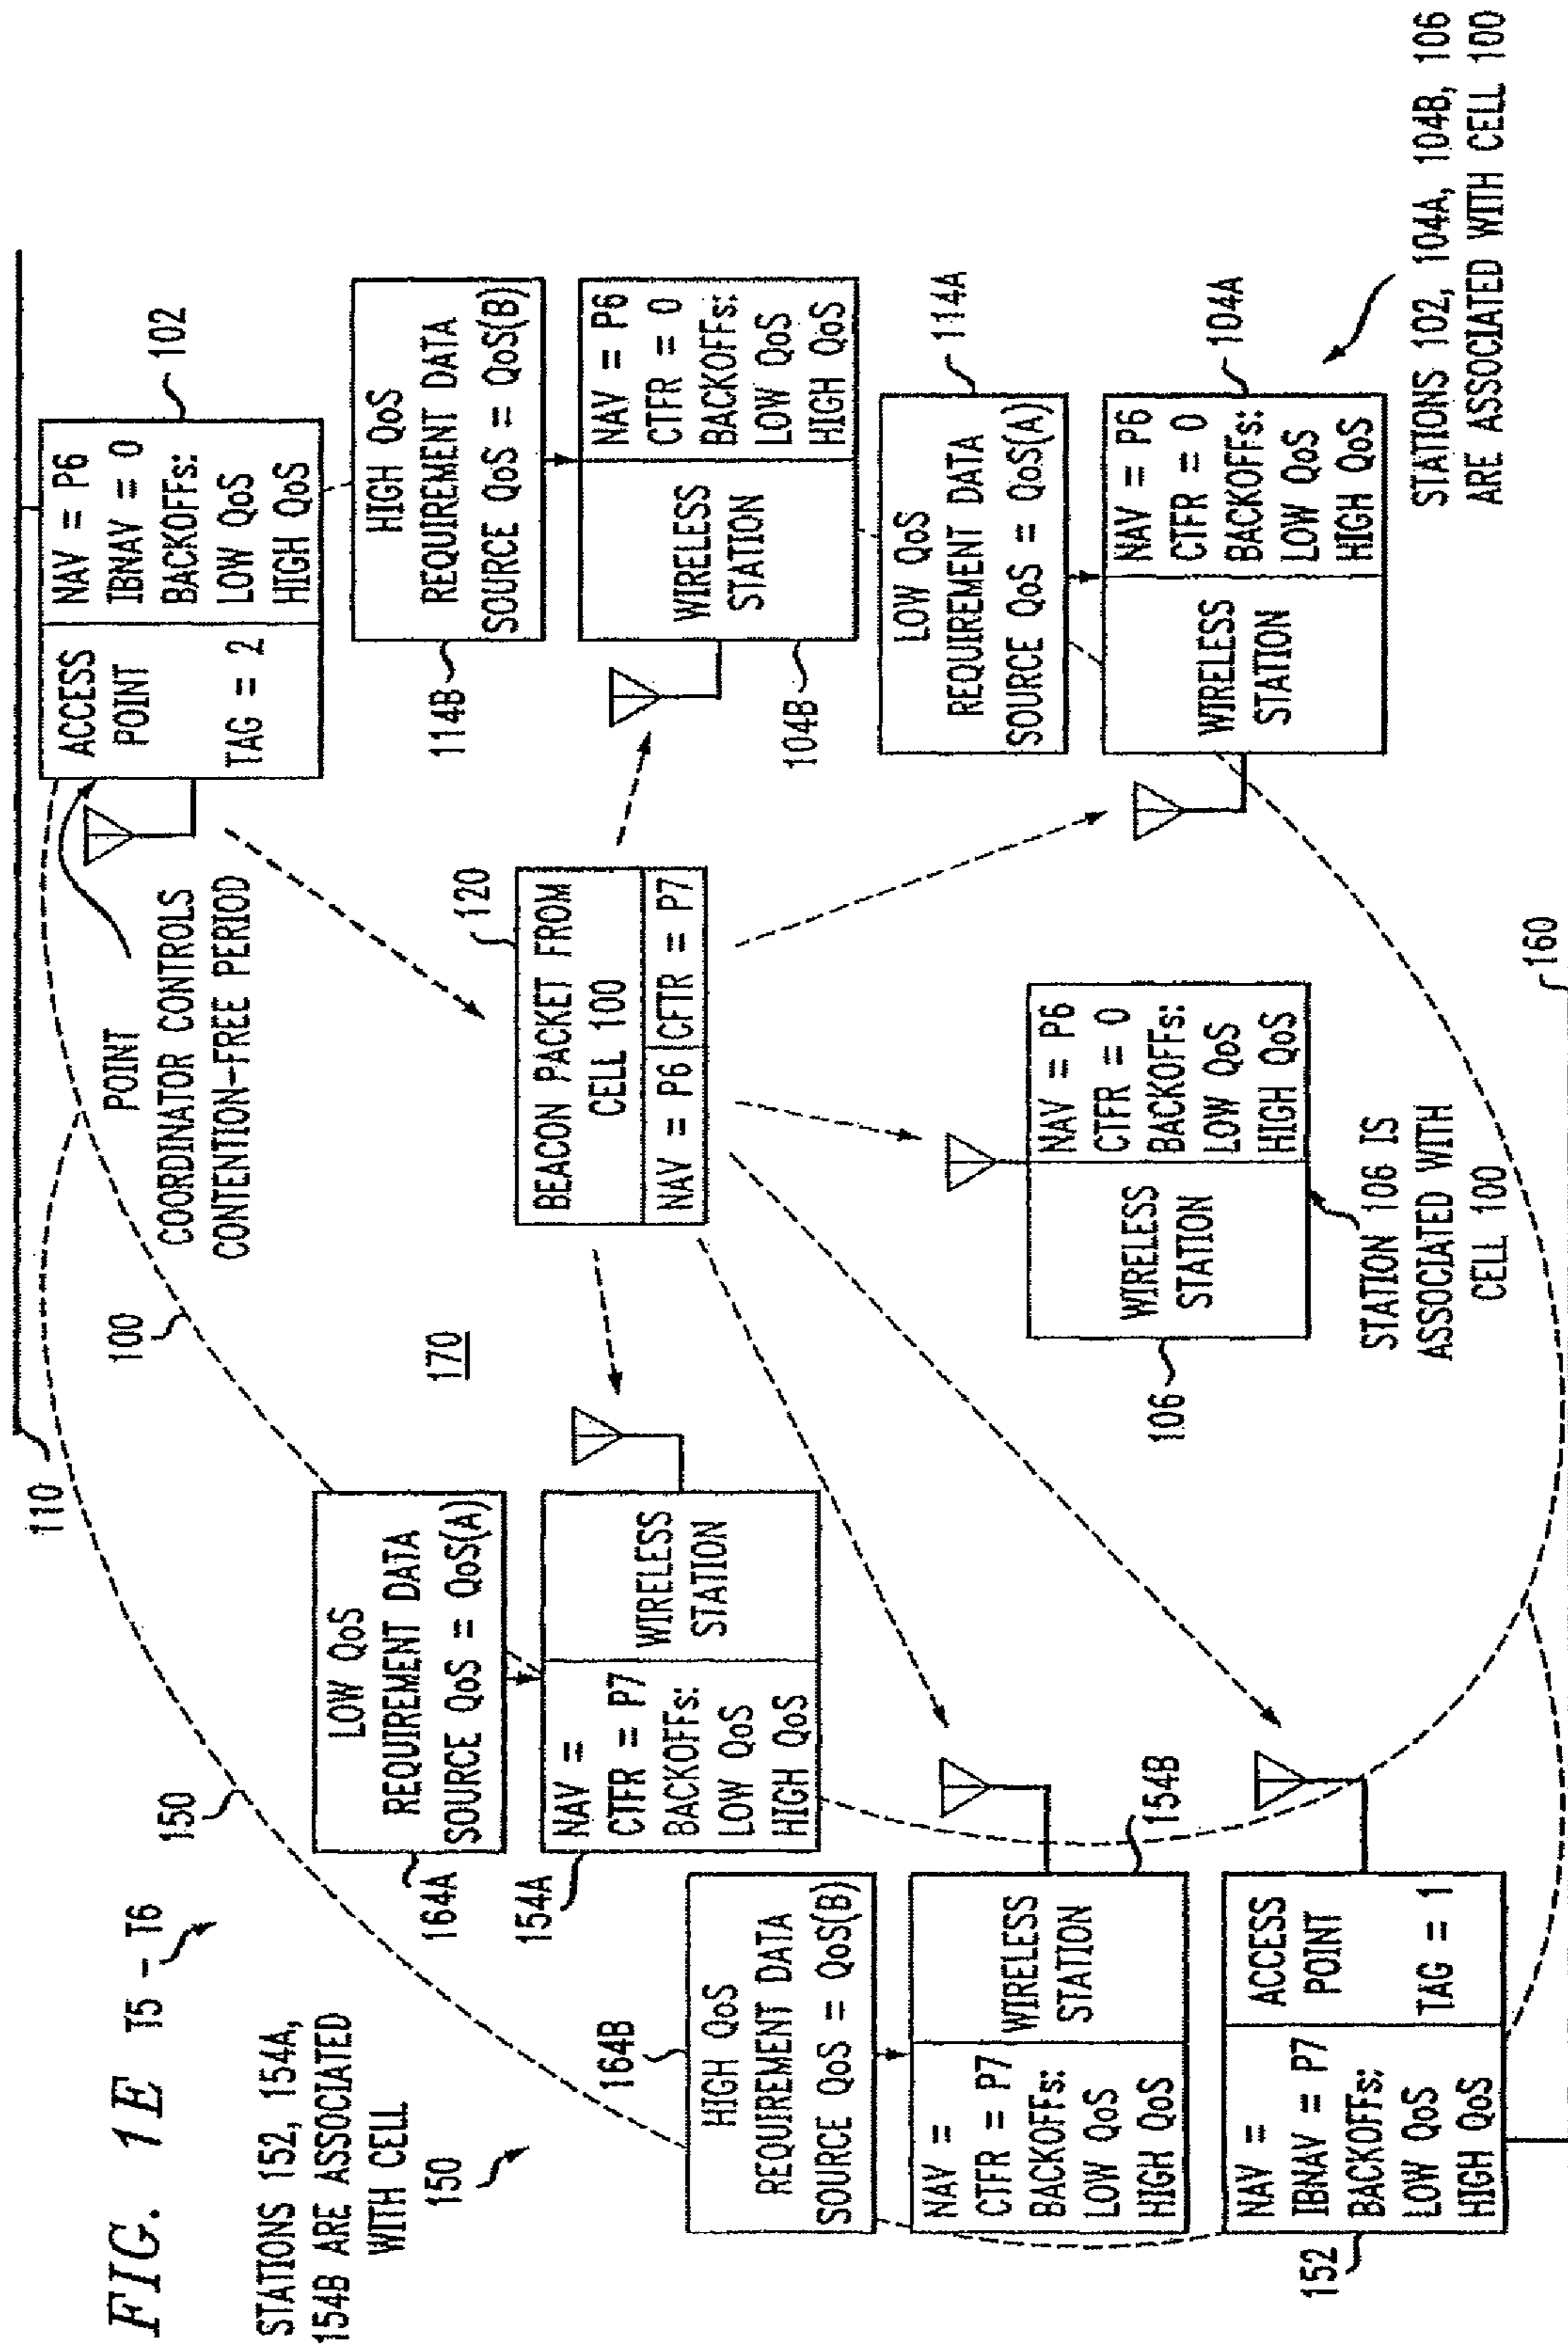 FIG. 1E T5 - T6
STATIONS 152, 154A,
154B ARE ASSOCIATED
WITH CELL
150
110
150
100
170
POINT
COORDINATOR CONTROLS
CONTENTION-FREE PERIOD
ACCESS
POINT
TAG = 2
NAV = P6
IBNAV = 0
BACKOFFs:
LOW QoS
HIGH QoS
102
HIGH QoS
REQUIREMENT DATA
SOURCE QoS = QoS(B)
114B
WIRELESS
STATION
NAV = P6
CTFR = 0
BACKOFFs:
LOW QoS
HIGH QoS
104B
LOW QoS
REQUIREMENT DATA
SOURCE QoS = QoS(A)
114A
WIRELESS
STATION
NAV = P6
CTFR = 0
BACKOFFs:
LOW QoS
HIGH QoS
104A
STATIONS 102, 104A, 104B, 106
ARE ASSOCIATED WITH CELL 100
120
BEACON PACKET FROM
CELL 100
NAV = P6
CFTR = P7
LOW QoS
REQUIREMENT DATA
SOURCE QoS = QoS(A)
164A
NAV =
CTFR = P7
BACKOFFs:
LOW QoS
HIGH QoS
WIRELESS
STATION
154A
164B
HIGH QoS
REQUIREMENT DATA
SOURCE QoS = QoS(B)
NAV =
CTFR = P7
BACKOFFs:
LOW QoS
HIGH QoS
WIRELESS
STATION
154B
NAV =
IBNAV = P7
BACKOFFs:
LOW QoS
HIGH QoS
ACCESS
POINT
TAG = 1
152
WIRELESS
STATION
NAV = P6
CTFR = 0
BACKOFFs:
LOW QoS
HIGH QoS
106
STATION 106 IS
ASSOCIATED WITH
CELL 100
160